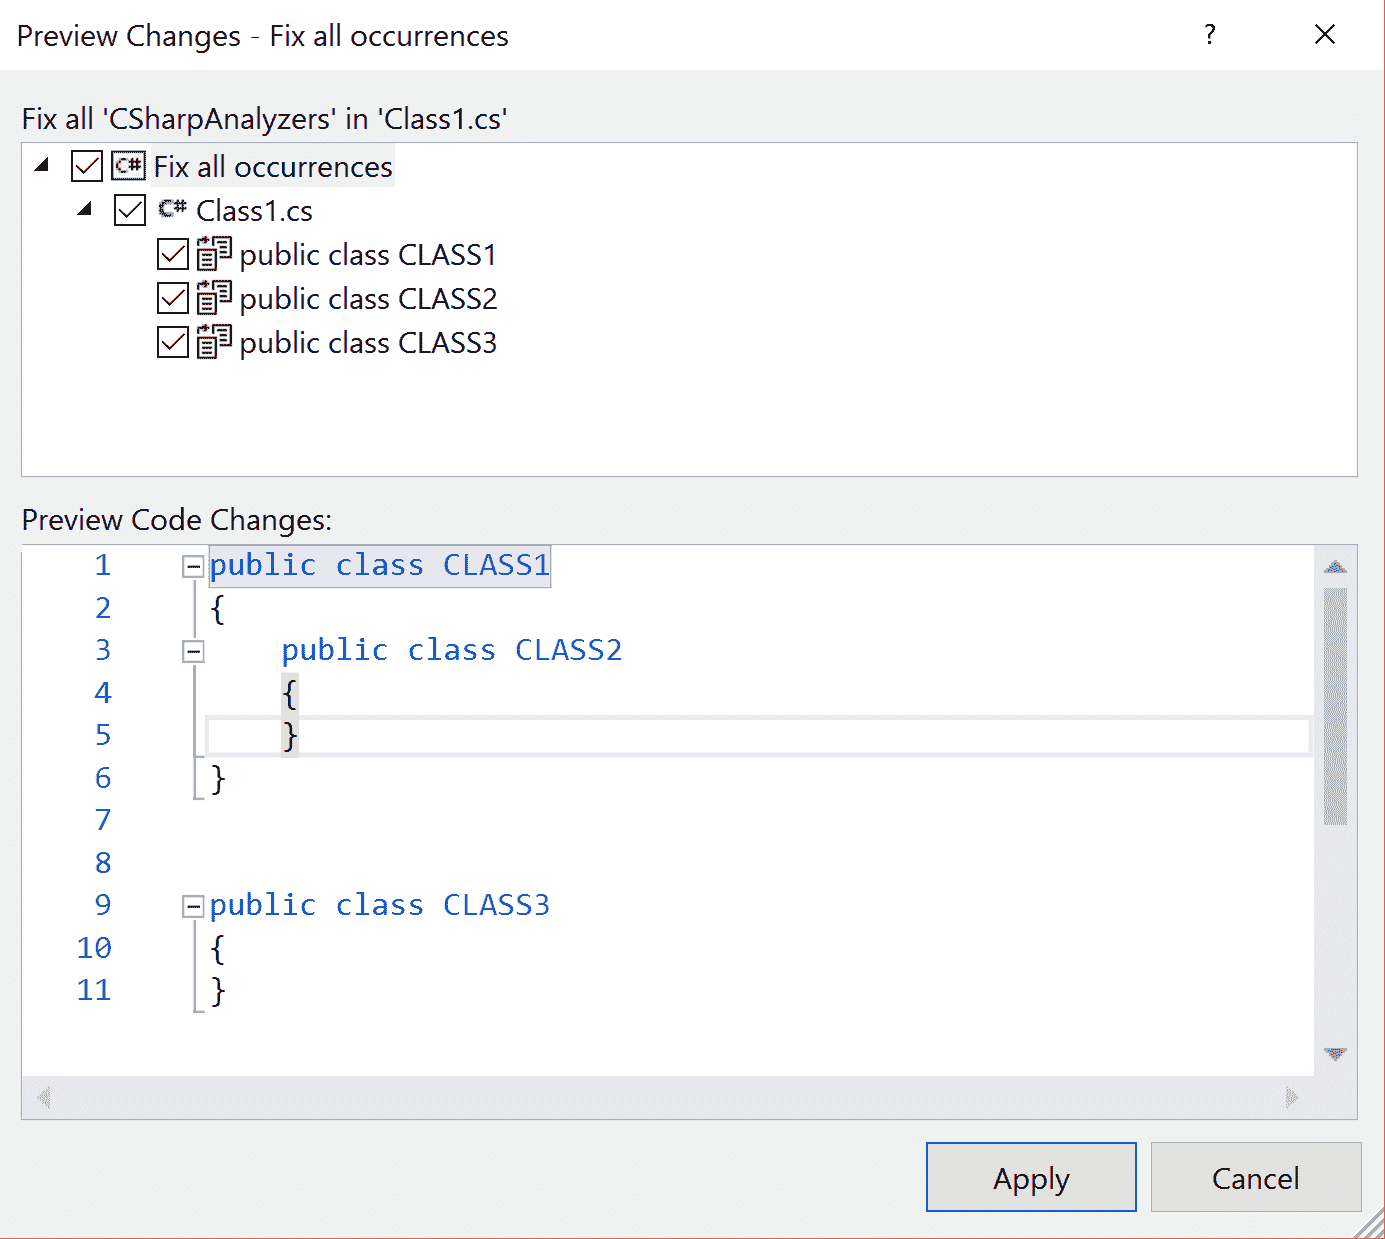 Preview Changes - Fix all occurrences ?
Fix all 'CSharpAnalyzers' in 'Class1.cs'
C# Fix all occurrences
C# Class1.cs
public class CLASS1
public class CLASS2
public class CLASS3
Preview Code Changes:
1 public class CLASS1
2 {
3     public class CLASS2
4     {
5     }
6 }
7
8
9 public class CLASS3
10 {
11 }
Apply Cancel